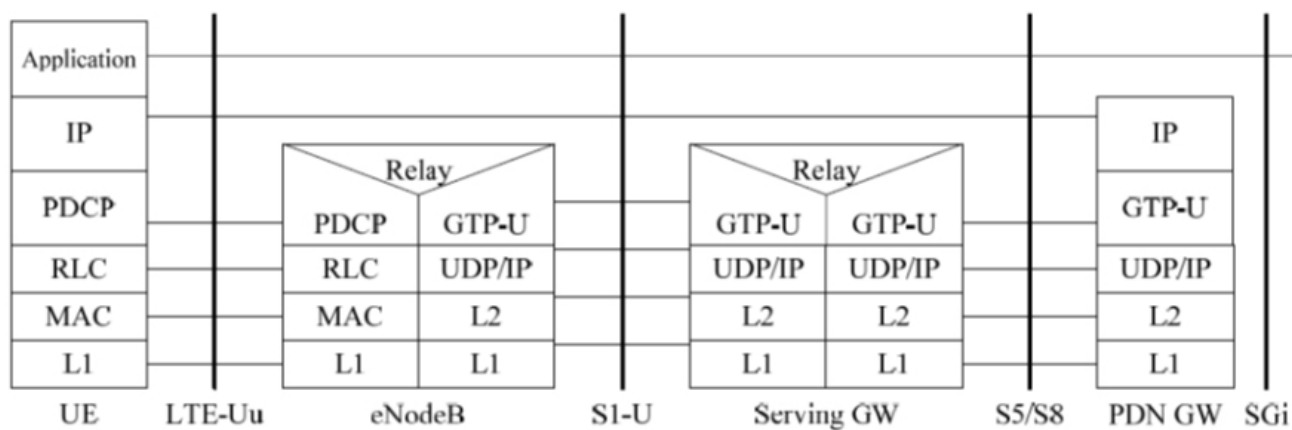 Application
IP
IP
Relay
Relay
PDCP
PDCP
GTP-U
GTP-U
GTP-U
GTP-U
RLC
RLC
UDP/IP
UDP/IP
UDP/IP
UDP/IP
MAC
MAC
L2
L2
L2
L2
L1
L1
L1
L1
L1
L1
UE
LTE-Uu
eNodeB
S1-U
Serving GW
S5/S8
PDN GW
SGi